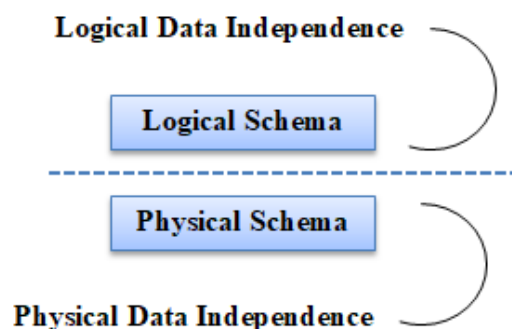 Logical Data Independence
Logical Schema
Physical Schema
Physical Data Independence